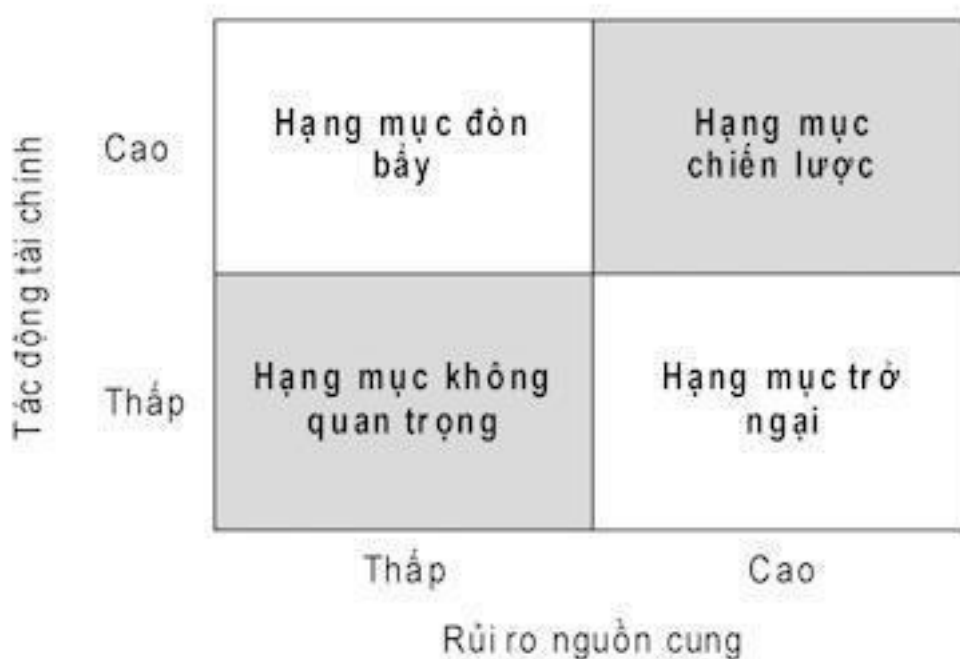 Tác động tài chính
Cao
Hạng mục đòn
bẩy
Hạng mục
chiến lược
Thấp
Hạng mục không
quan trọng
Hạng mục trở
ngại
Thấp
Cao
Rủi ro nguồn cung